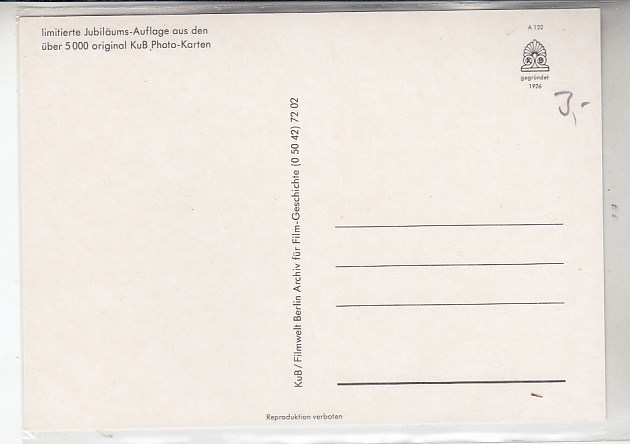 limitierte Jubiläums-Auflage aus den
über 5000 original KuB Photo-Karten
A 122
K B
gegründet
1926
3,-
KuB/Filmwelt Berlin Archiv für Film-Geschichte (0 50 42) 72 02
Reproduktion verboten